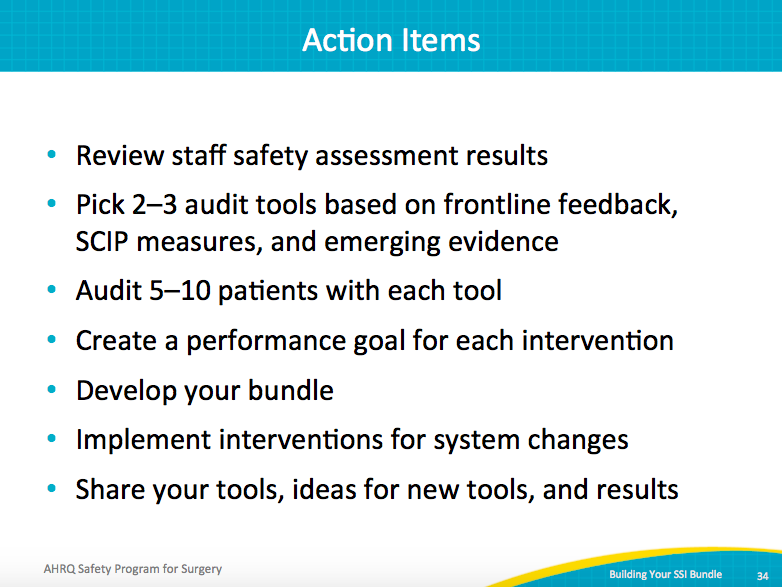 Action Items
• Review staff safety assessment results
• Pick 2–3 audit tools based on frontline feedback,
SCIP measures, and emerging evidence
• Audit 5–10 patients with each tool
• Create a performance goal for each intervention
• Develop your bundle
• Implement interventions for system changes
• Share your tools, ideas for new tools, and results
AHRQ Safety Program for Surgery
Building Your SSI Bundle 34